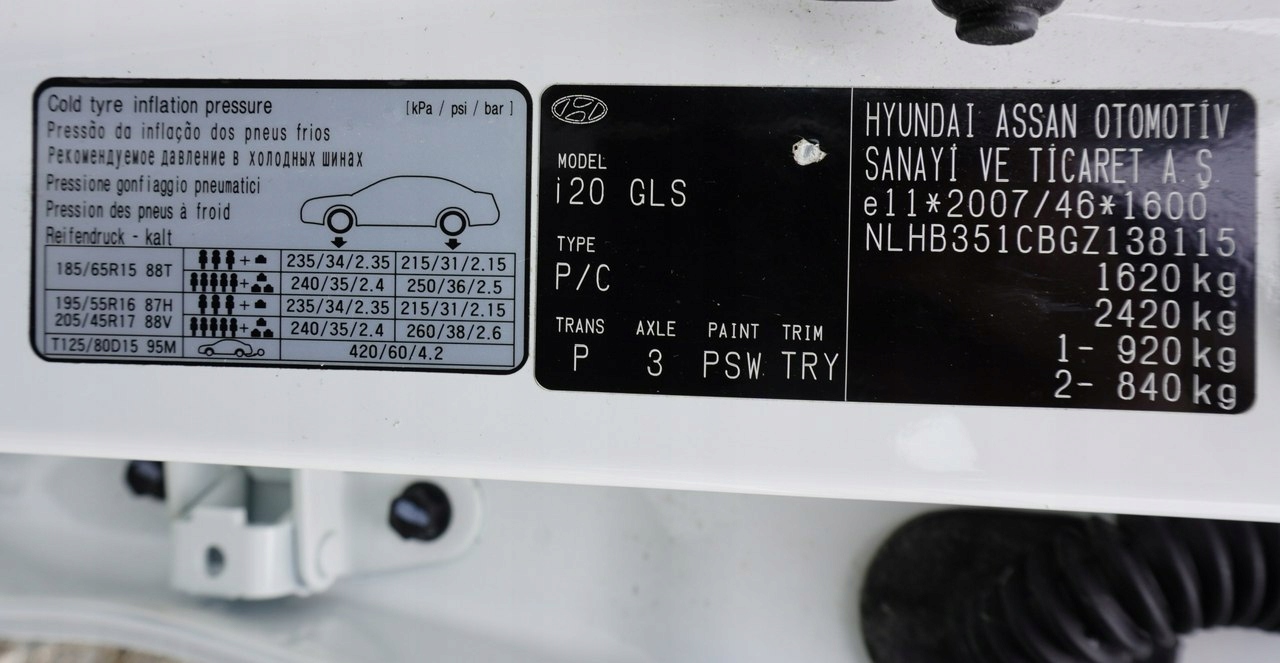 Cold tyre inflation pressure [kPa / psi / bar]
Pressão da inflação dos pneus frios
Рекомендуемое давление в холодных шинах
Pressione gonfiaggio pneumatici
Pression des pneus à froid
Reifendruck - kalt
185/65R15 88T + 235/34/2.35 215/31/2.15
+ 240/35/2.4 250/36/2.5
195/55R16 87H + 235/34/2.35 215/31/2.15
205/45R17 88V + 240/35/2.4 260/38/2.6
T125/80D15 95M 420/60/4.2
MODEL
i20 GLS
TYPE
P/C
TRANS AXLE PAINT TRIM
P 3 PSW TRY
HYUNDAI ASSAN OTOMOTİV
SANAYİ VE TİCARET A.Ş.
e11*2007/46*1600
NLHB351CBGZ138115
1620 kg
2420 kg
1- 920 kg
2- 840 kg